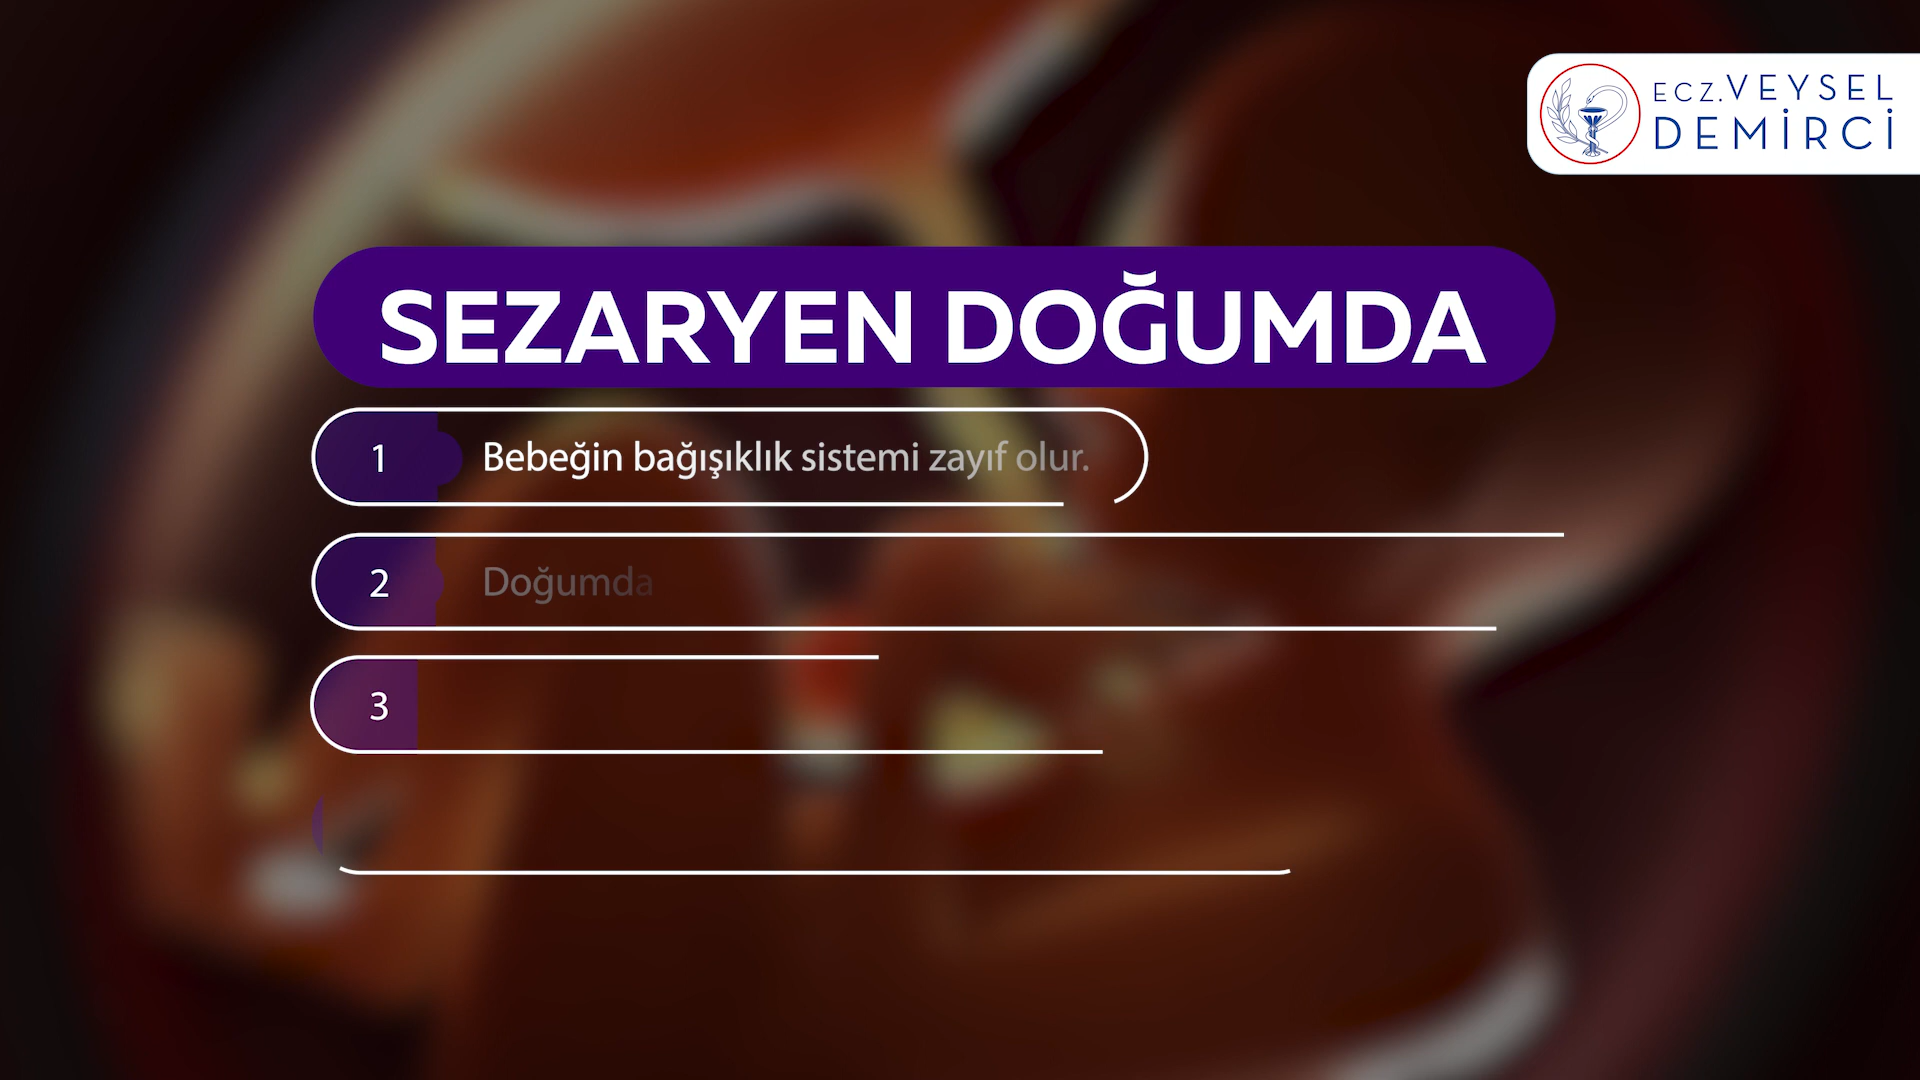 ECZ.VEYSEL
DEMİRCİ
SEZARYEN DOĞUMDA
1 Bebeğin bağışıklık sistemi zayıf olur.
2 Doğumda
3